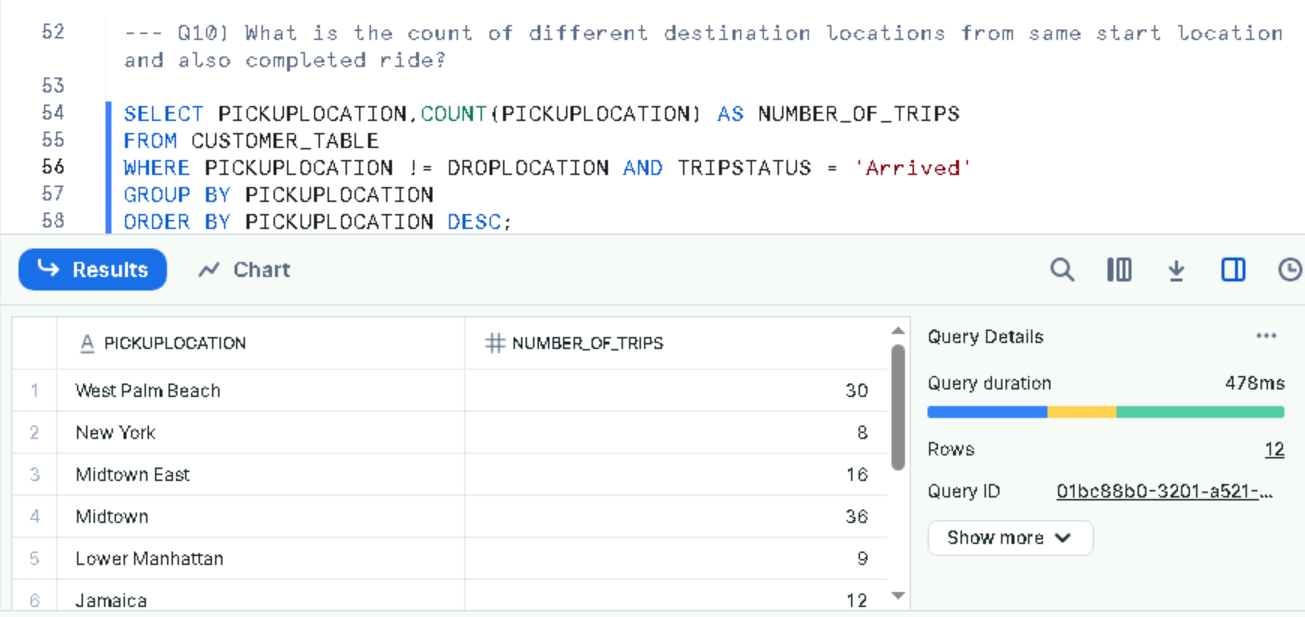 52 --- Q10) What is the count of different destination locations from same start location
and also completed ride?
53
54 SELECT PICKUPLOCATION,COUNT(PICKUPLOCATION) AS NUMBER_OF_TRIPS
55 FROM CUSTOMER_TABLE
56 WHERE PICKUPLOCATION != DROPLOCATION AND TRIPSTATUS = 'Arrived'
57 GROUP BY PICKUPLOCATION
58 ORDER BY PICKUPLOCATION DESC;
Results Chart
A PICKUPLOCATION # NUMBER_OF_TRIPS
1 West Palm Beach 30
2 New York 8
3 Midtown East 16
4 Midtown 36
5 Lower Manhattan 9
6 Jamaica 12
Query Details ...
Query duration 478ms
Rows 12
Query ID 01bc88b0-3201-a521-...
Show more